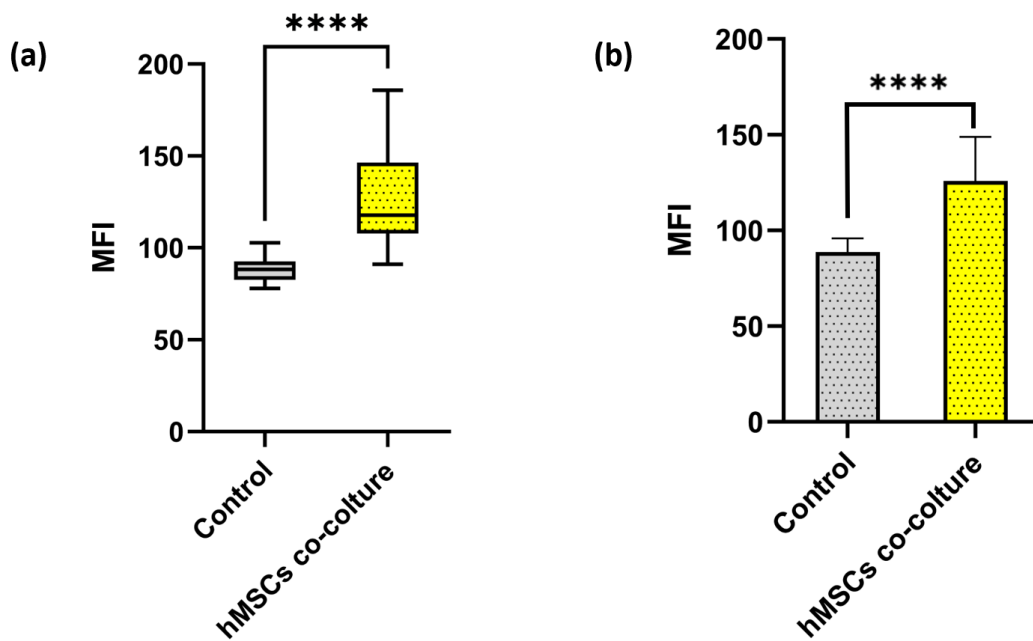 (a)
****
200
150
100
50
0
MFI
Control
hMSCs co-colture
(b)
****
200
150
100
50
0
MFI
Control
hMSCs co-colture